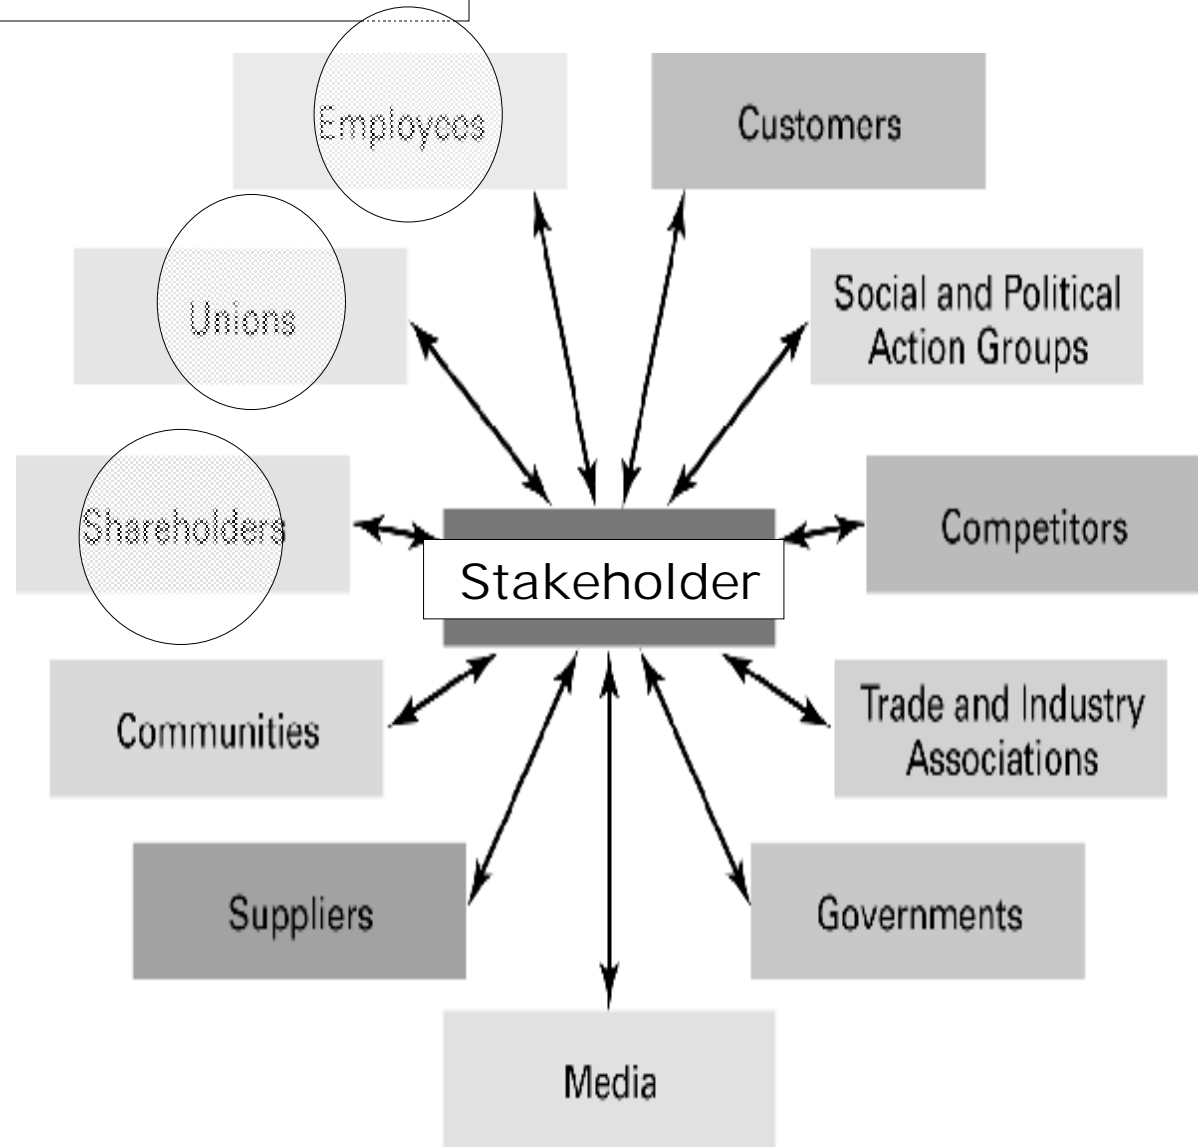 Employees
Customers
Unions
Social and Political
Action Groups
Shareholders
Competitors
Stakeholder
Communities
Trade and Industry
Associations
Suppliers
Governments
Media